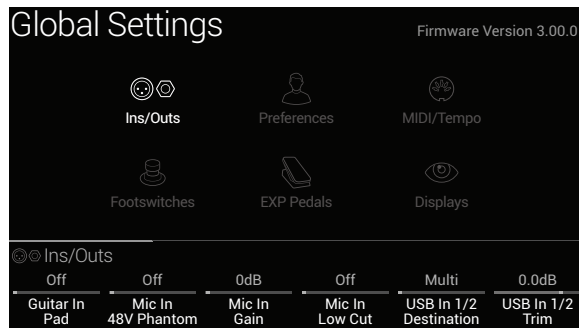 Global Settings
Firmware Version 3.00.0
Ins/Outs Preferences MIDI/Tempo
Footswitches EXP Pedals Displays
Ins/Outs
Off Off 0dB Off Multi 0.0dB
Guitar In Mic In Mic In Mic In USB In 1/2 USB In 1/2
Pad 48V Phantom Gain Low Cut Destination Trim